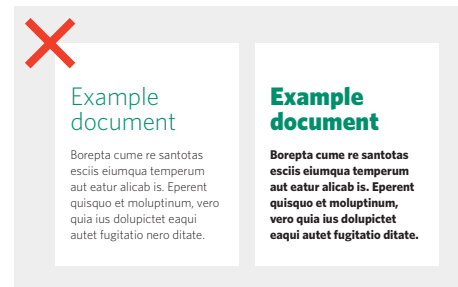 Example
document
Borepta cume re santotas
esciis eiumqua temperum
aut eatur alicab is. Eperent
quisquo et moluptinum, vero
quia ius dolupictet eaqui
autet fugitatio nero ditate.
Example
document
Borepta cume re santotas
esciis eiumqua temperum
aut eatur alicab is. Eperent
quisquo et moluptinum,
vero quia ius dolupictet
eaqui autet fugitatio ditate.